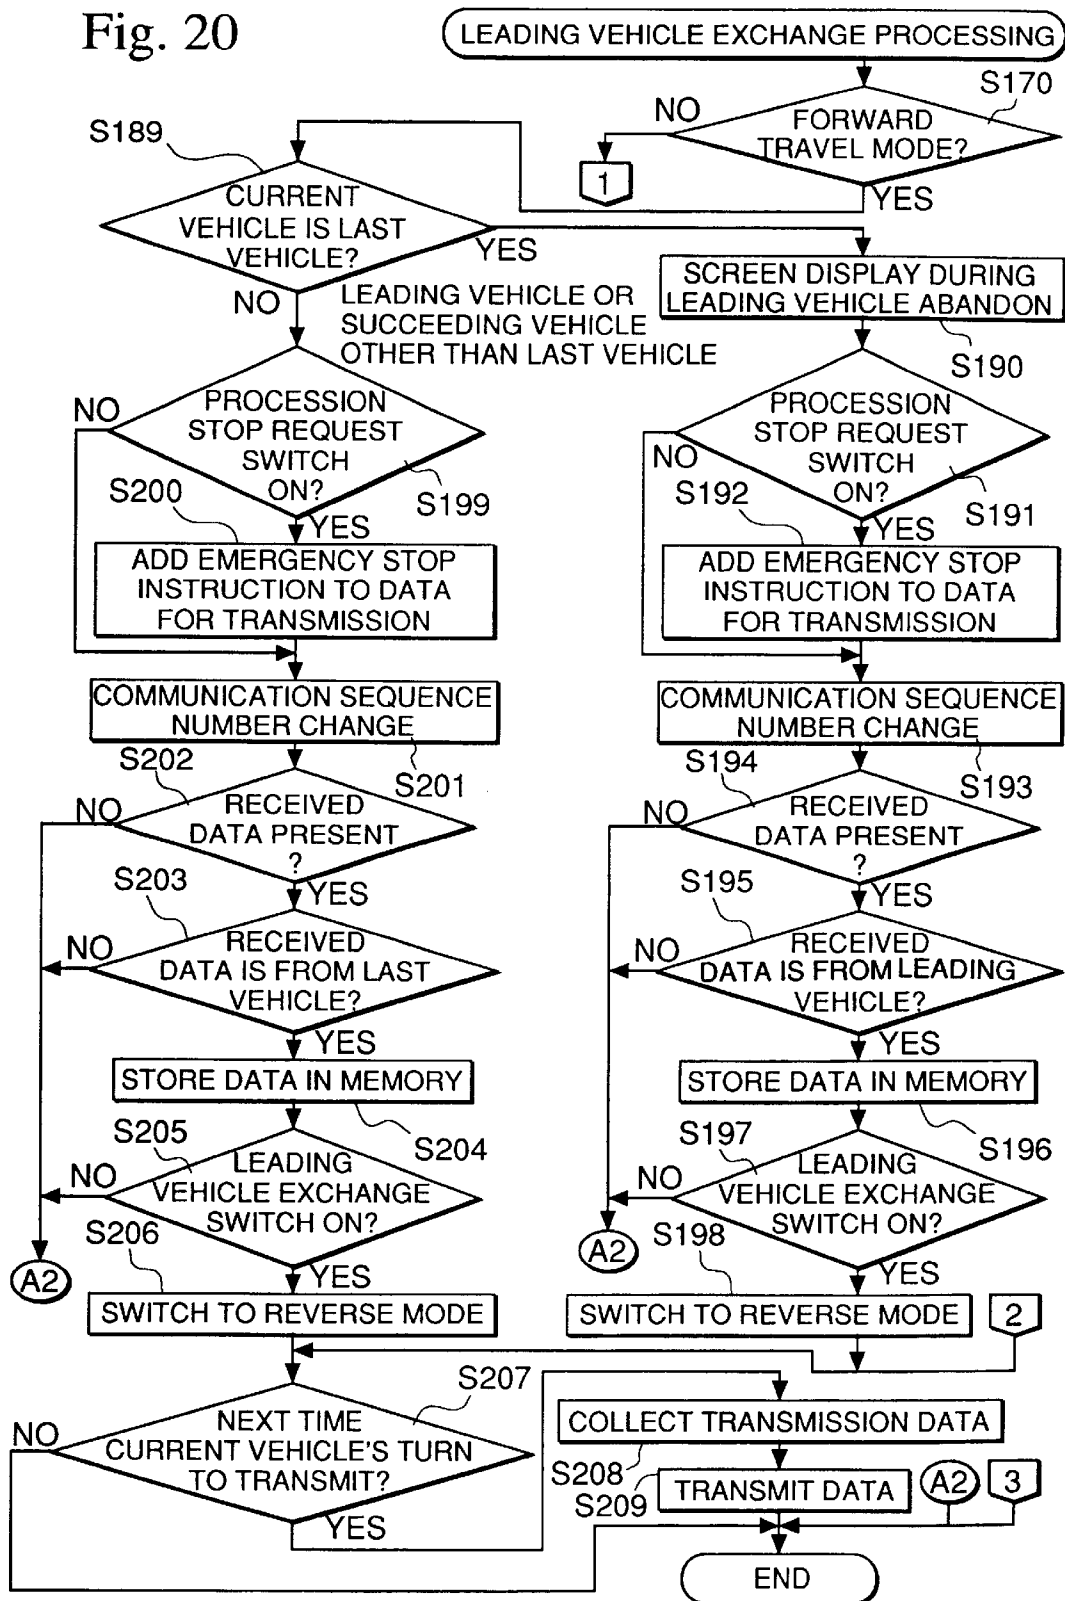 Fig. 20
LEADING VEHICLE EXCHANGE PROCESSING
S170
NO
FORWARD
TRAVEL MODE?
YES
1
S189
CURRENT
VEHICLE IS LAST
VEHICLE?
YES
NO
LEADING VEHICLE OR
SUCCEEDING VEHICLE
OTHER THAN LAST VEHICLE
SCREEN DISPLAY DURING
LEADING VEHICLE ABANDON
S190
NO
PROCESSION
STOP REQUEST
SWITCH
ON?
S199
YES
S200
ADD EMERGENCY STOP
INSTRUCTION TO DATA
FOR TRANSMISSION
COMMUNICATION SEQUENCE
NUMBER CHANGE
S201
S202
NO
RECEIVED
DATA PRESENT
?
YES
S203
NO
RECEIVED
DATA IS FROM LAST
VEHICLE?
YES
STORE DATA IN MEMORY
S204
S205
NO
LEADING
VEHICLE EXCHANGE
SWITCH ON?
YES
A2
S206
SWITCH TO REVERSE MODE
NO
PROCESSION
STOP REQUEST
SWITCH
ON?
S191
YES
S192
ADD EMERGENCY STOP
INSTRUCTION TO DATA
FOR TRANSMISSION
COMMUNICATION SEQUENCE
NUMBER CHANGE
S193
S194
NO
RECEIVED
DATA PRESENT
?
YES
S195
NO
RECEIVED
DATA IS FROM LEADING
VEHICLE?
YES
STORE DATA IN MEMORY
S196
S197
NO
LEADING
VEHICLE EXCHANGE
SWITCH ON?
YES
A2
S198
SWITCH TO REVERSE MODE
2
S207
NO
NEXT TIME
CURRENT VEHICLE'S TURN
TO TRANSMIT?
YES
COLLECT TRANSMISSION DATA
S208
S209
TRANSMIT DATA
A2
3
END